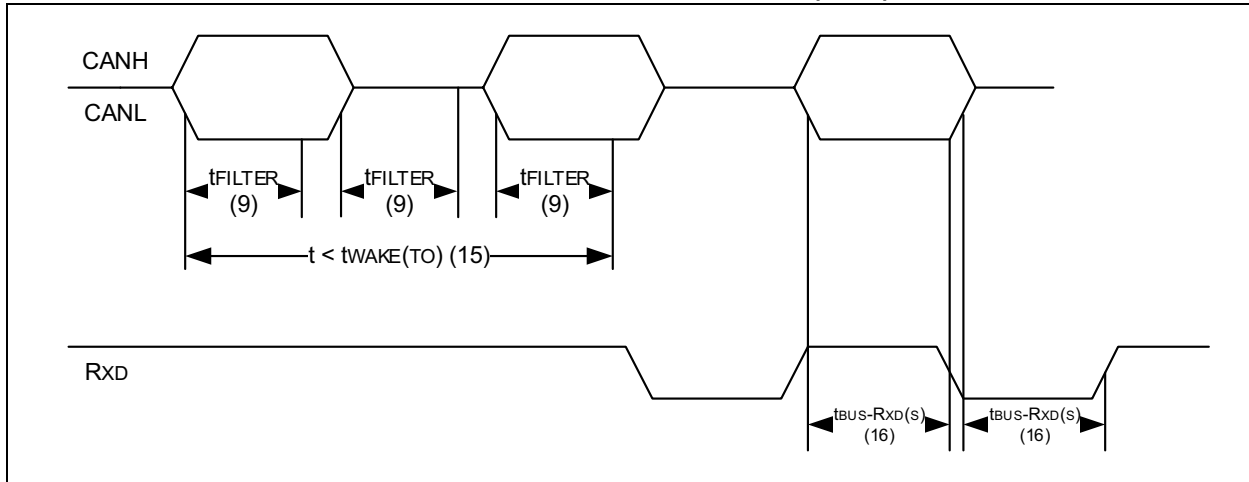 CANH
CANL
tFILTER
(9)
tFILTER
(9)
tFILTER
(9)
t < tWAKE(TO) (15)
RXD
tBUS-RXD(S)
(16)
tBUS-RXD(S)
(16)